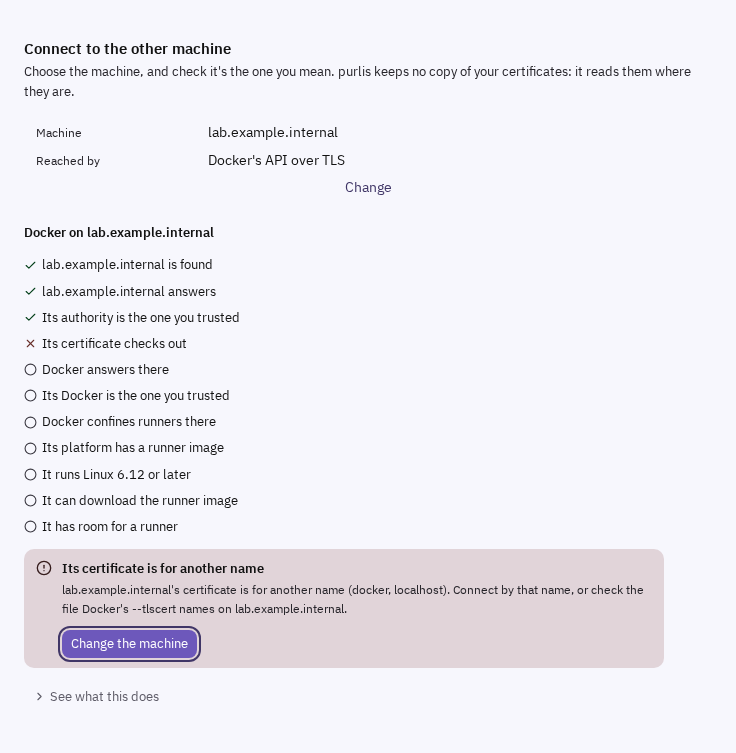 Connect to the other machine
Choose the machine, and check it's the one you mean. purlis keeps no copy of your certificates: it reads them where
they are.
Machine lab.example.internal
Reached by Docker's API over TLS
Change
Docker on lab.example.internal
lab.example.internal is found
lab.example.internal answers
Its authority is the one you trusted
Its certificate checks out
Docker answers there
Its Docker is the one you trusted
Docker confines runners there
Its platform has a runner image
It runs Linux 6.12 or later
It can download the runner image
It has room for a runner
Its certificate is for another name
lab.example.internal's certificate is for another name (docker, localhost). Connect by that name, or check the
file Docker's --tlscert names on lab.example.internal.
Change the machine
See what this does